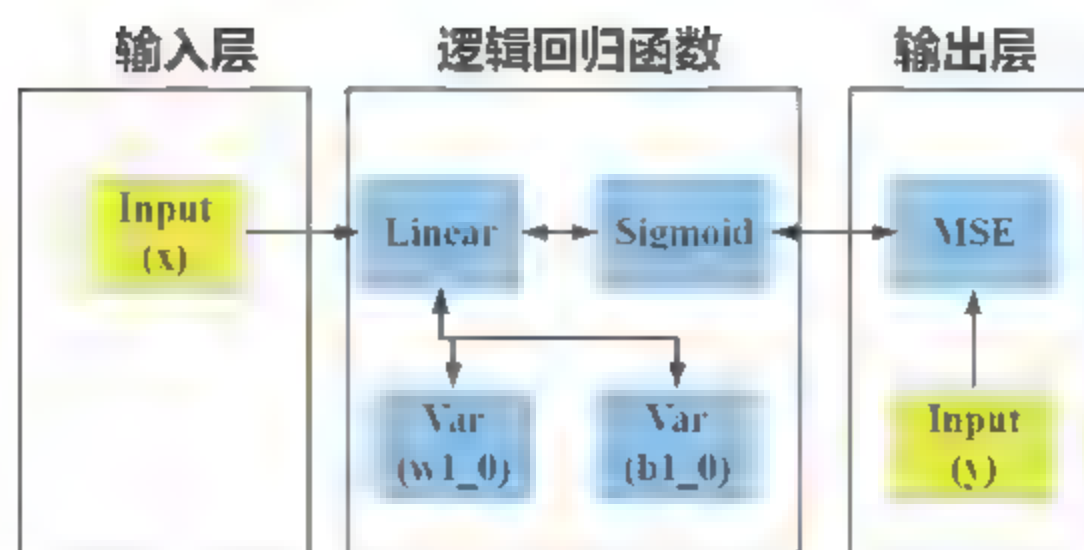 输入层
逻辑回归函数
输出层
Input
(x)
Linear
Sigmoid
MSE
Var
(w1_0)
Var
(b1_0)
Input
(y)